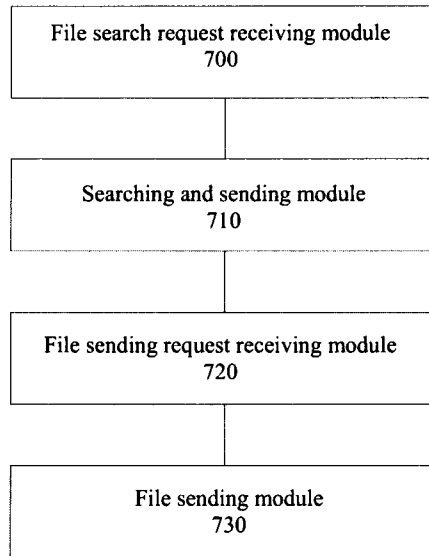 File search request receiving module
700
Searching and sending module
710
File sending request receiving module
720
File sending module
730